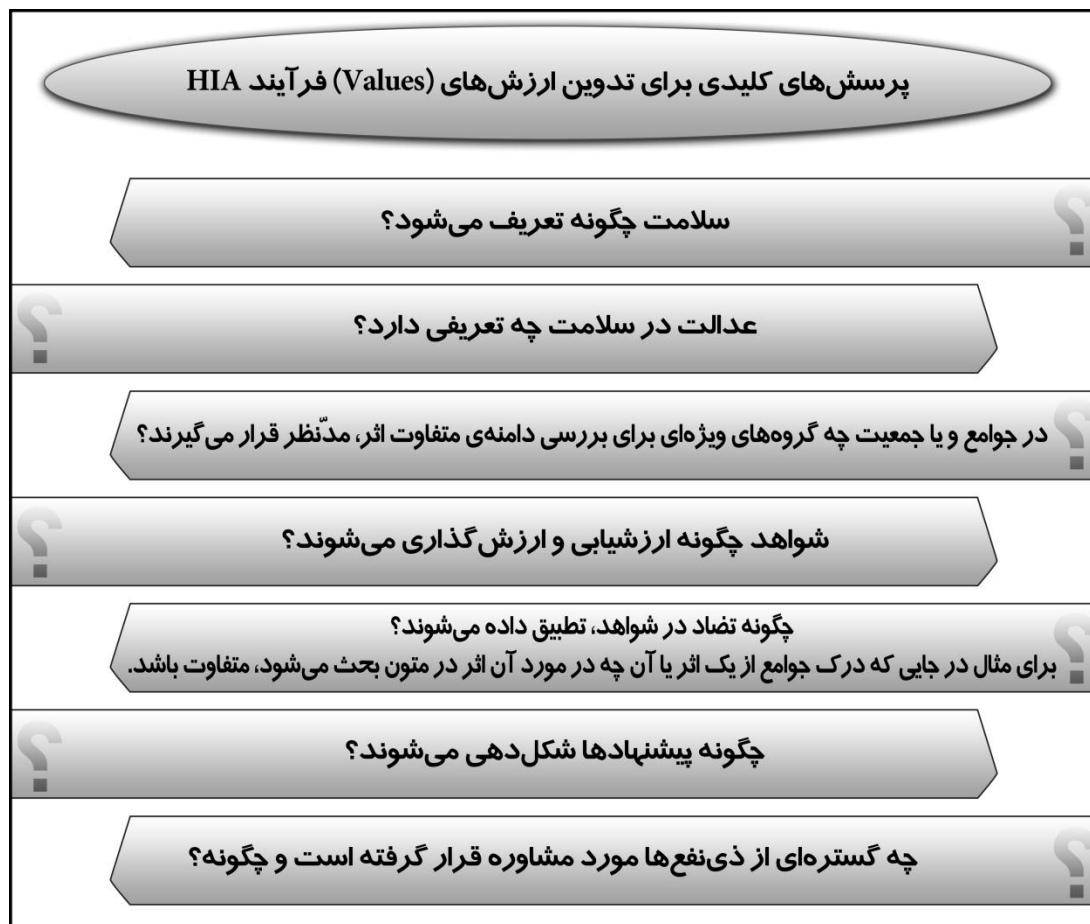 پرسش‌های کلیدی برای تدوین ارزش‌های (Values) فرآیند HIA
سلامت چگونه تعریف می‌شود؟
عدالت در سلامت چه تعریفی دارد؟
در جوامع و یا جمعیت چه گروه‌های ویژه‌ای برای بررسی دامنه‌ی متفاوت اثر، مدّنظر قرار می‌گیرند؟
شواهد چگونه ارزشیابی و ارزش‌گذاری می‌شوند؟
چگونه تضاد در شواهد، تطبیق داده می‌شوند؟
برای مثال در جایی که درک جوامع از یک اثر یا آن چه در مورد آن اثر در متون بحث می‌شود، متفاوت باشد.
چگونه پیشنهادها شکل‌دهی می‌شوند؟
چه گستره‌ای از ذی‌نفع‌ها مورد مشاوره قرار گرفته است و چگونه؟